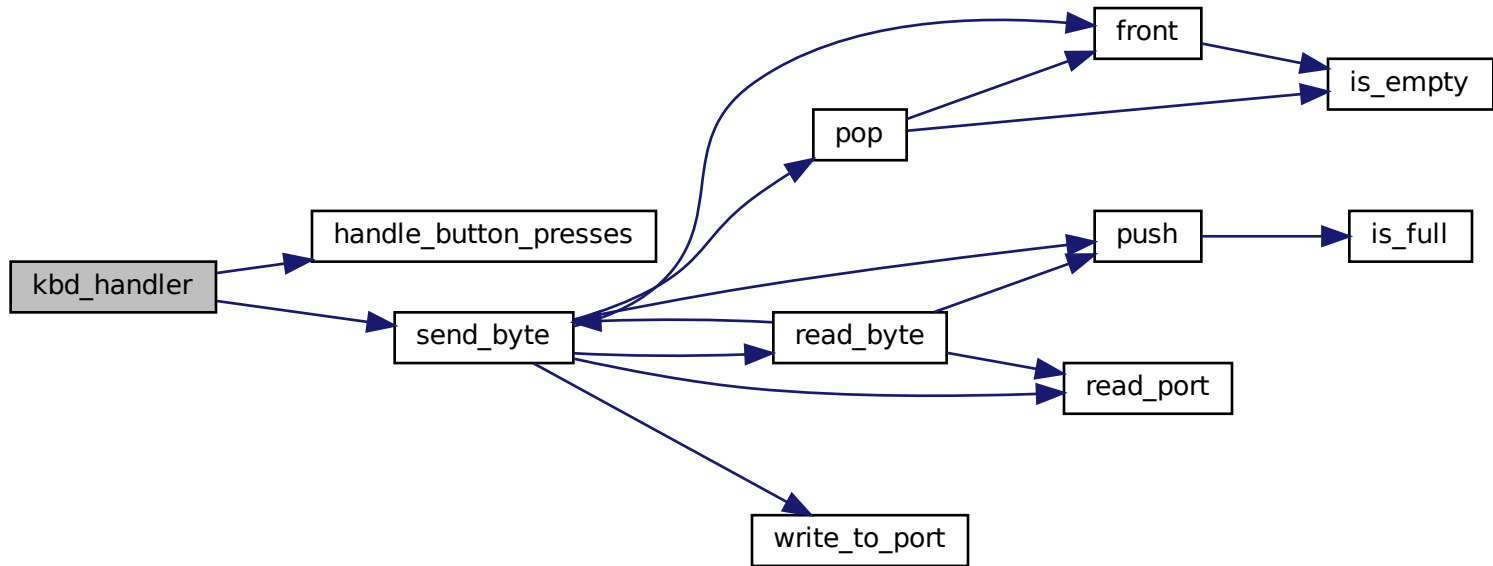 front
is_empty
pop
handle_button_presses
push
is_full
kbd_handler
send_byte
read_byte
read_port
write_to_port